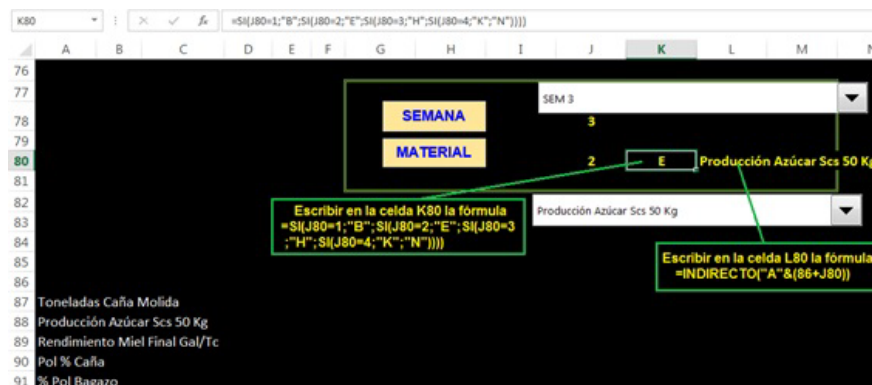 K80 =SI(J80=1;"B";SI(J80=2;"E";SI(J80=3;"H";SI(J80=4;"K";"N"))))
A B C D E F G H I J K L M N
76
77 SEM 3
78 SEMANA 3
79
80 MATERIAL 2 E Producción Azúcar Scs 50 Kg
81
82 Escribir en la celda K80 la fórmula Producción Azúcar Scs 50 Kg
83 =SI(J80=1;"B";SI(J80=2;"E";SI(J80=3
;"H";SI(J80=4;"K";"N"))))
84
85 Escribir en la celda L80 la fórmula
=INDIRECTO("A"&(86+J80))
86
87 Toneladas Caña Molida
88 Producción Azúcar Scs 50 Kg
89 Rendimiento Miel Final Gal/Tc
90 Pol % Caña
91 % Pol Bagazo